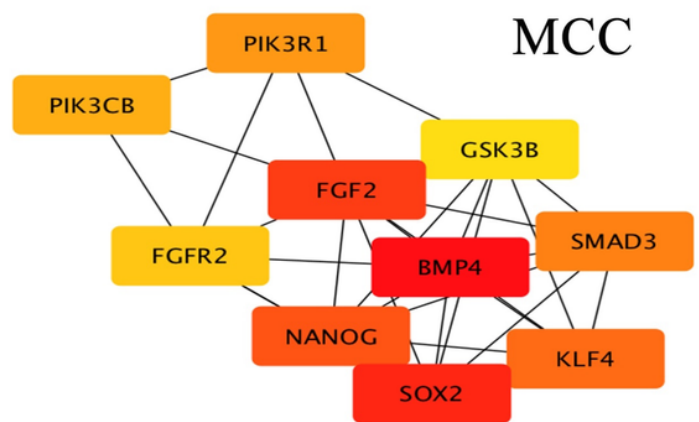 MCC
PIK3R1
PIK3CB
GSK3B
FGF2
SMAD3
FGFR2
BMP4
NANOG
KLF4
SOX2